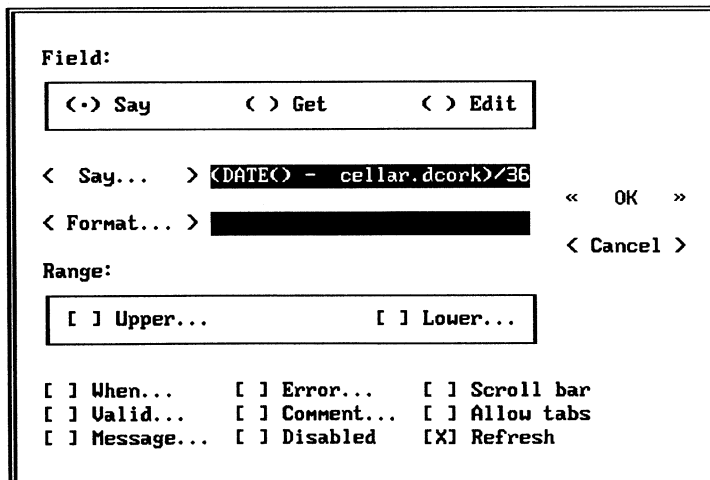 Field:
(·) Say ( ) Get ( ) Edit
< Say... > (DATE() - cellar.dcork)/36
« OK »
< Format... >
< Cancel >
Range:
[ ] Upper... [ ] Lower...
[ ] When... [ ] Error... [ ] Scroll bar
[ ] Valid... [ ] Comment... [ ] Allow tabs
[ ] Message... [ ] Disabled [X] Refresh